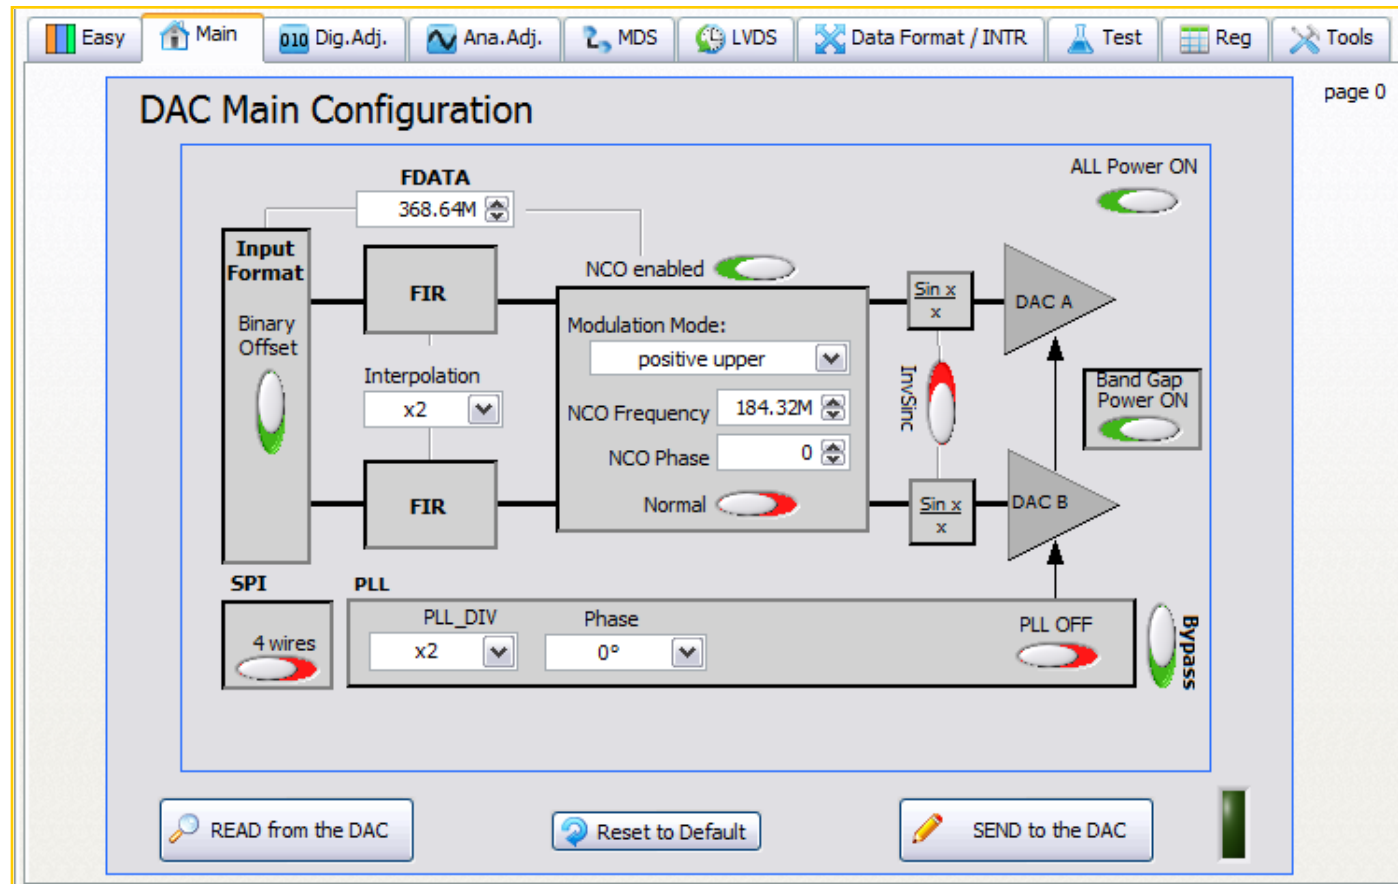 Easy
Main
010 Dig.Adj.
Ana.Adj.
MDS
LVDS
Data Format / INTR
Test
Reg
Tools
page 0
DAC Main Configuration
ALL Power ON
FDATA
368.64M
Input
Format
Binary
Offset
FIR
Interpolation
x2
FIR
NCO enabled
Modulation Mode:
positive upper
NCO Frequency 184.32M
NCO Phase 0
Normal
Sin x
x
InvSinc
Sin x
x
DAC A
Band Gap
Power ON
DAC B
SPI
4 wires
PLL
PLL_DIV
x2
Phase
0°
PLL OFF
Bypass
READ from the DAC
Reset to Default
SEND to the DAC